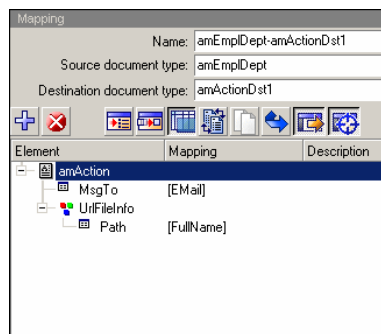 Mapping
Name: amEmplDept-amActionDst1
Source document type: amEmplDept
Destination document type: amActionDst1
Element Mapping Description
amAction
MsgTo [EMail]
UrlFileInfo
Path [FullName]